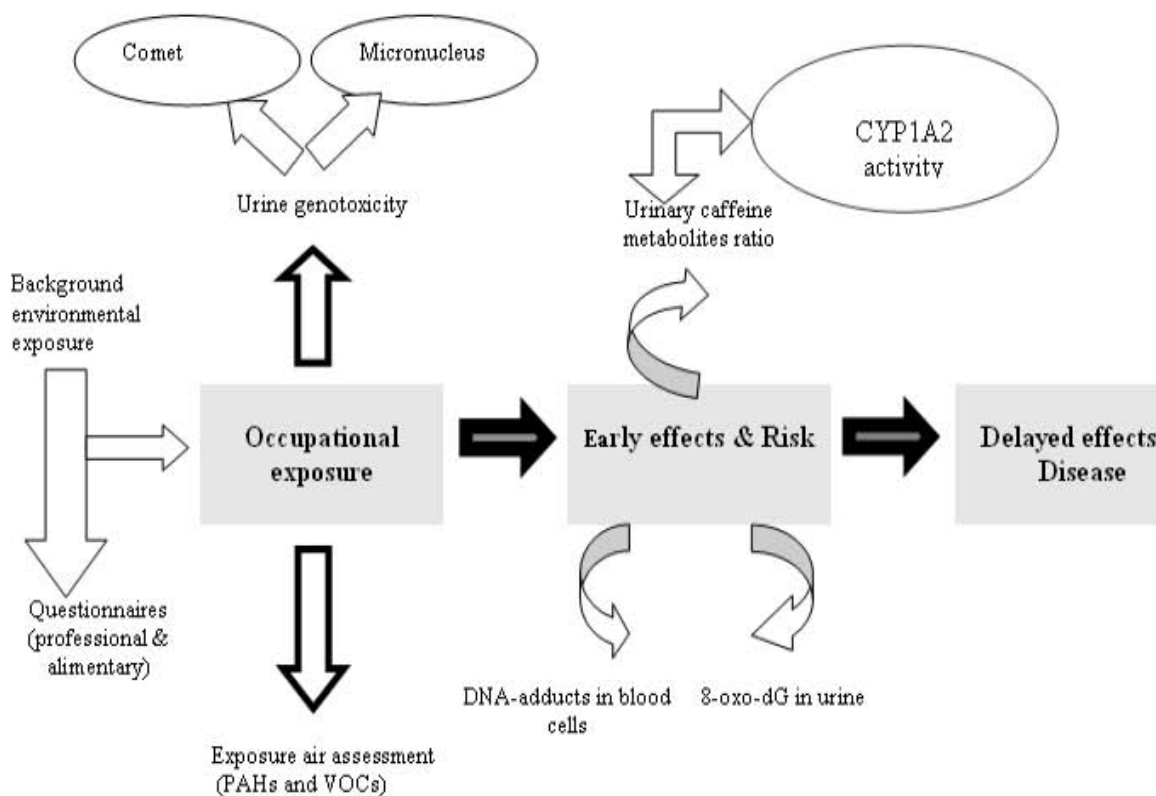 Comet
Micronucleus
CYP1A2
activity
Urine genotoxicity
Urinary caffeine
metabolites ratio
Background
environmental
exposure
Occupational
exposure
Early effects & Risk
Delayed effects
Disease
Questionnaires
(professional &
alimentary)
DNA-adducts in blood
cells
8-oxo-dG in urine
Exposure air assessment
(PAHs and VOCs)